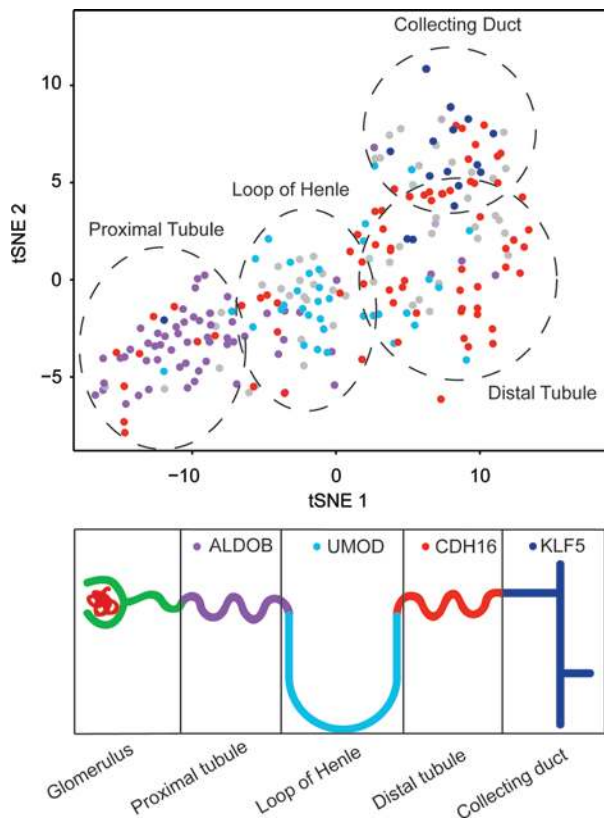 Collecting Duct
10
Loop of Henle
5
Proximal Tubule
tSNE 2
0
−5
Distal Tubule
−10 0 10
tSNE 1
ALDOB UMOD CDH16 KLF5
Glomerulus
Proximal tubule
Loop of Henle
Distal tubule
Collecting duct